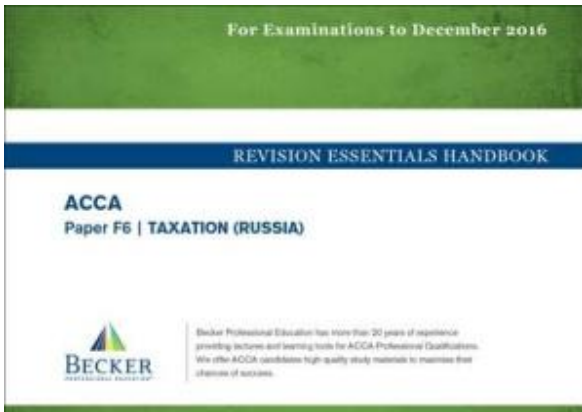 For Examinations to December 2016
REVISION ESSENTIALS HANDBOOK
ACCA
Paper F6 | TAXATION (RUSSIA)
BECKER
PROFESSIONAL EDUCATION
Becker Professional Education has more than 20 years of experience
providing lectures and learning tools for ACCA Professional Qualifications.
We offer ACCA candidates high quality study materials to maximise their
chances of success.